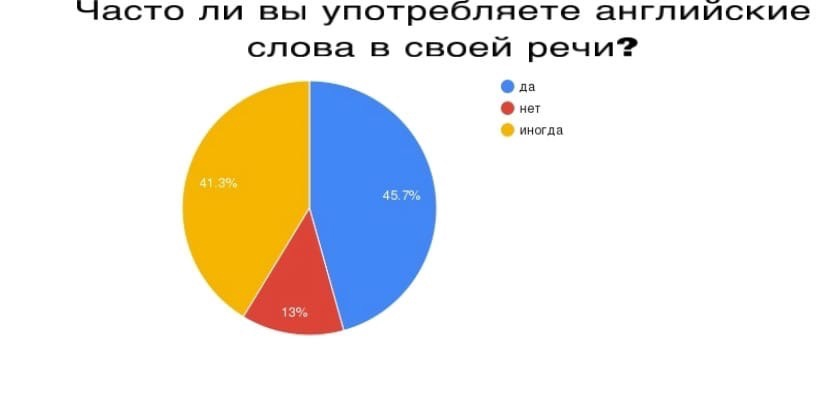 Часто ли вы употребляете английские
слова в своей речи?
да
нет
иногда
41.3%
45.7%
13%